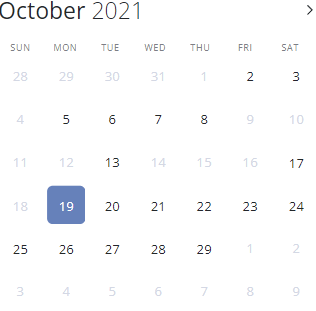 October 2021
SUN MON TUE WED THU FRI SAT
28 29 30 31 1 2 3
4 5 6 7 8 9 10
11 12 13 14 15 16 17
18 19 20 21 22 23 24
25 26 27 28 29 1 2
3 4 5 6 7 8 9